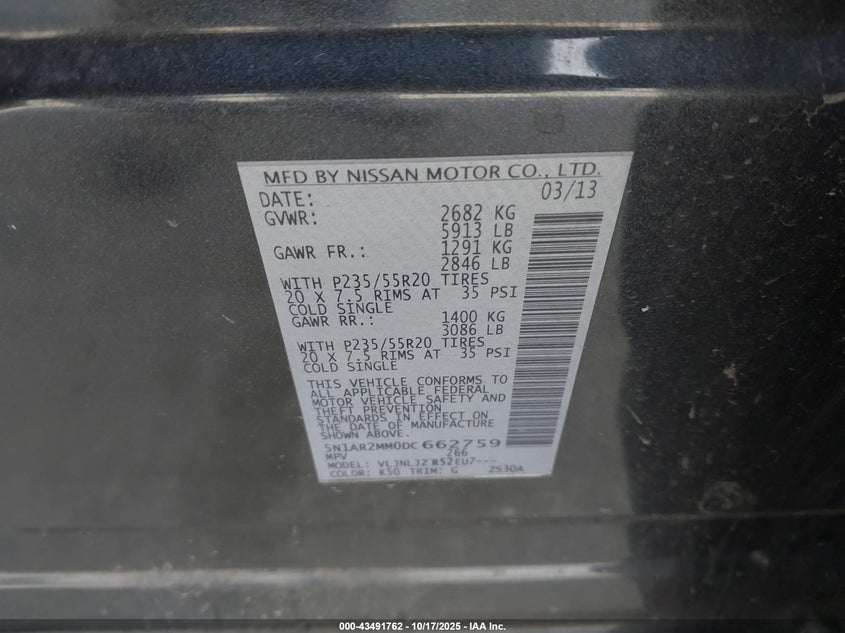 MFD BY NISSAN MOTOR CO., LTD.
DATE: 03/13
GVWR: 2682 KG
5913 LB
GAWR FR.: 1291 KG
2846 LB
WITH P235/55R20 TIRES
20 X 7.5 RIMS AT 35 PSI
COLD SINGLE
GAWR RR.: 1400 KG
3086 LB
WITH P235/55R20 TIRES
20 X 7.5 RIMS AT 35 PSI
COLD SINGLE
THIS VEHICLE CONFORMS TO
ALL APPLICABLE FEDERAL
MOTOR VEHICLE SAFETY AND
THEFT PREVENTION
STANDARDS IN EFFECT ON
THE DATE OF MANUFACTURE
SHOWN ABOVE.
5N1AR2MM0DC662759
MPV 266
MODEL: VLJNLJZ R52EU7---
COLOR: K50 TRIM: G ZS30A
000-43491762 - 10/17/2025 - IAA Inc.